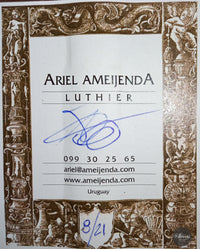 ARIEL AMEIJENDA
LUTHIER
099 30 25 65
ariel@ameijenda.com
www.ameijenda.com
Uruguay
8/21